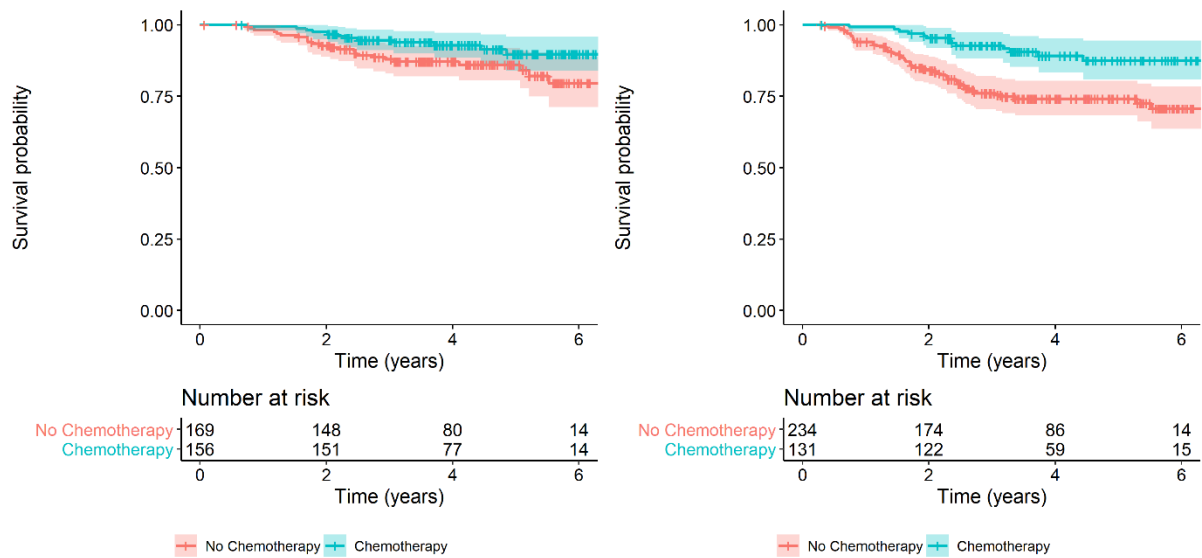 Survival probability
1.00
0.75
0.50
0.25
0.00
0 2 4 6
Time (years)
Number at risk
No Chemotherapy 169 148 80 14
Chemotherapy 156 151 77 14
0 2 4 6
Time (years)
No Chemotherapy Chemotherapy
Survival probability
1.00
0.75
0.50
0.25
0.00
0 2 4 6
Time (years)
Number at risk
No Chemotherapy 234 174 86 14
Chemotherapy 131 122 59 15
0 2 4 6
Time (years)
No Chemotherapy Chemotherapy